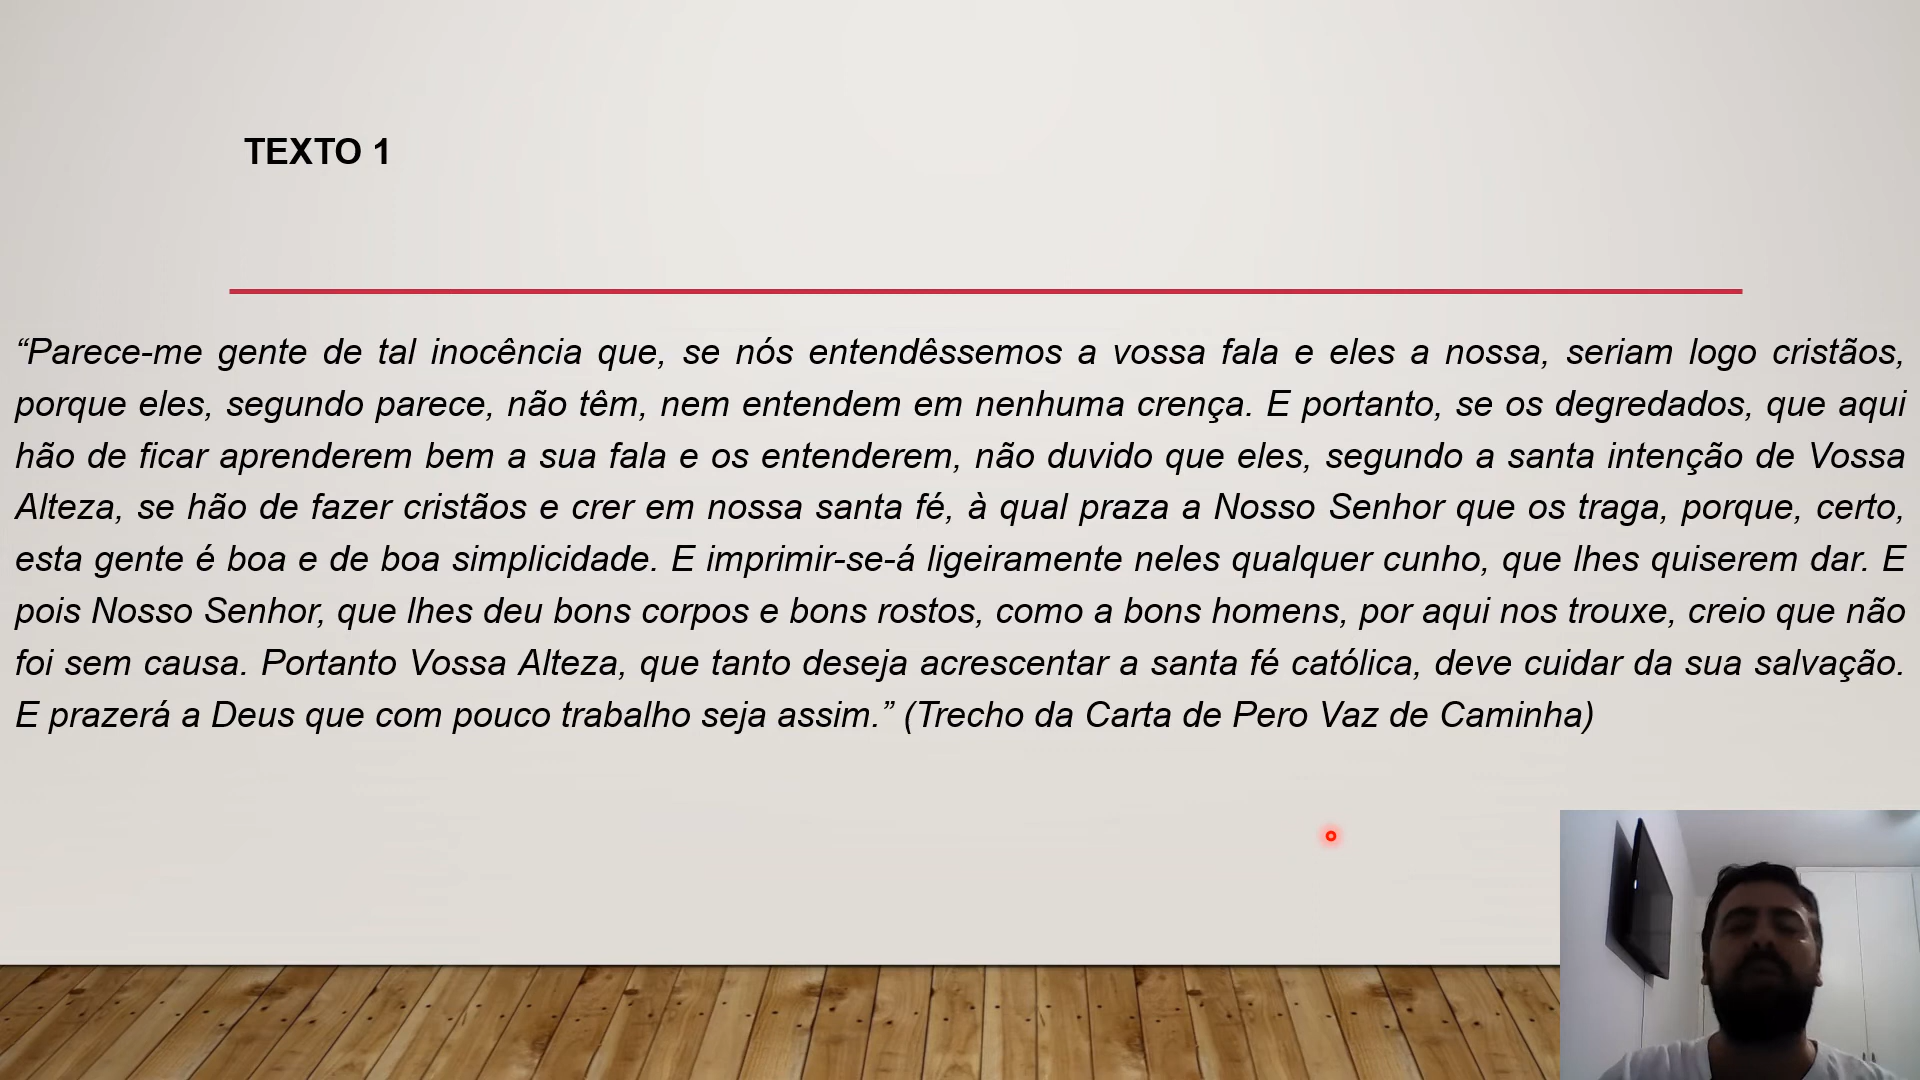 TEXTO 1
“Parece-me gente de tal inocência que, se nós entendêssemos a vossa fala e eles a nossa, seriam logo cristãos,
porque eles, segundo parece, não têm, nem entendem em nenhuma crença. E portanto, se os degredados, que aqui
hão de ficar aprenderem bem a sua fala e os entenderem, não duvido que eles, segundo a santa intenção de Vossa
Alteza, se hão de fazer cristãos e crer em nossa santa fé, à qual praza a Nosso Senhor que os traga, porque, certo,
esta gente é boa e de boa simplicidade. E imprimir-se-á ligeiramente neles qualquer cunho, que lhes quiserem dar. E
pois Nosso Senhor, que lhes deu bons corpos e bons rostos, como a bons homens, por aqui nos trouxe, creio que não
foi sem causa. Portanto Vossa Alteza, que tanto deseja acrescentar a santa fé católica, deve cuidar da sua salvação.
E prazerá a Deus que com pouco trabalho seja assim.” (Trecho da Carta de Pero Vaz de Caminha)